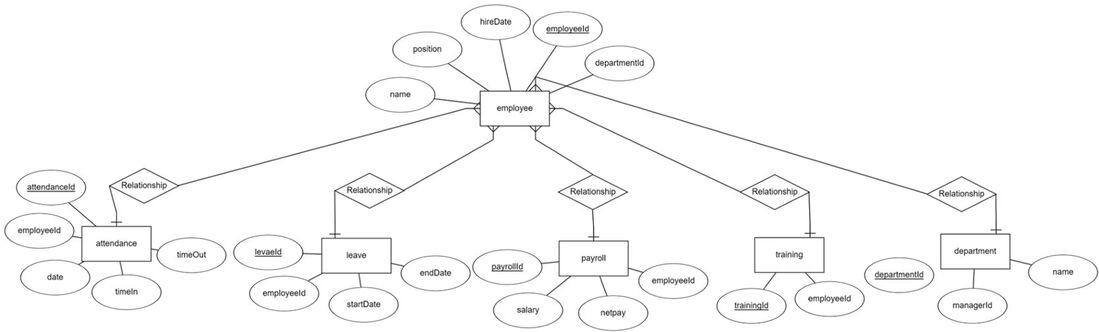 hireDate
employeeId
position
departmentId
name
employee
Relationship
Relationship
Relationship
Relationship
Relationship
attendanceId
employeeId
attendance
timeOut
date
timeIn
levaeId
leave
endDate
employeeId
startDate
payrollId
payroll
employeeId
salary
netpay
training
trainingId
employeeId
department
departmentId
name
managerId